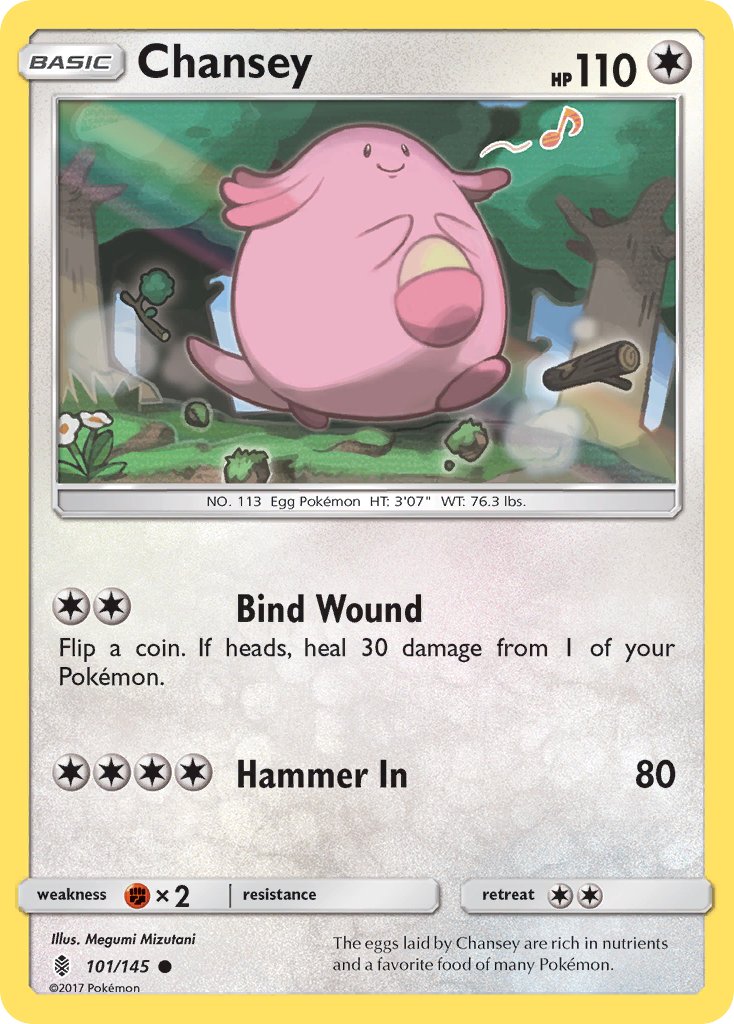 BASIC
Chansey
HP 110
NO. 113 Egg Pokémon HT: 3'07" WT: 76.3 lbs.
Bind Wound
Flip a coin. If heads, heal 30 damage from 1 of your
Pokémon.
Hammer In 80
weakness × 2 resistance retreat
Illus. Megumi Mizutani
101/145
©2017 Pokémon
The eggs laid by Chansey are rich in nutrients
and a favorite food of many Pokémon.